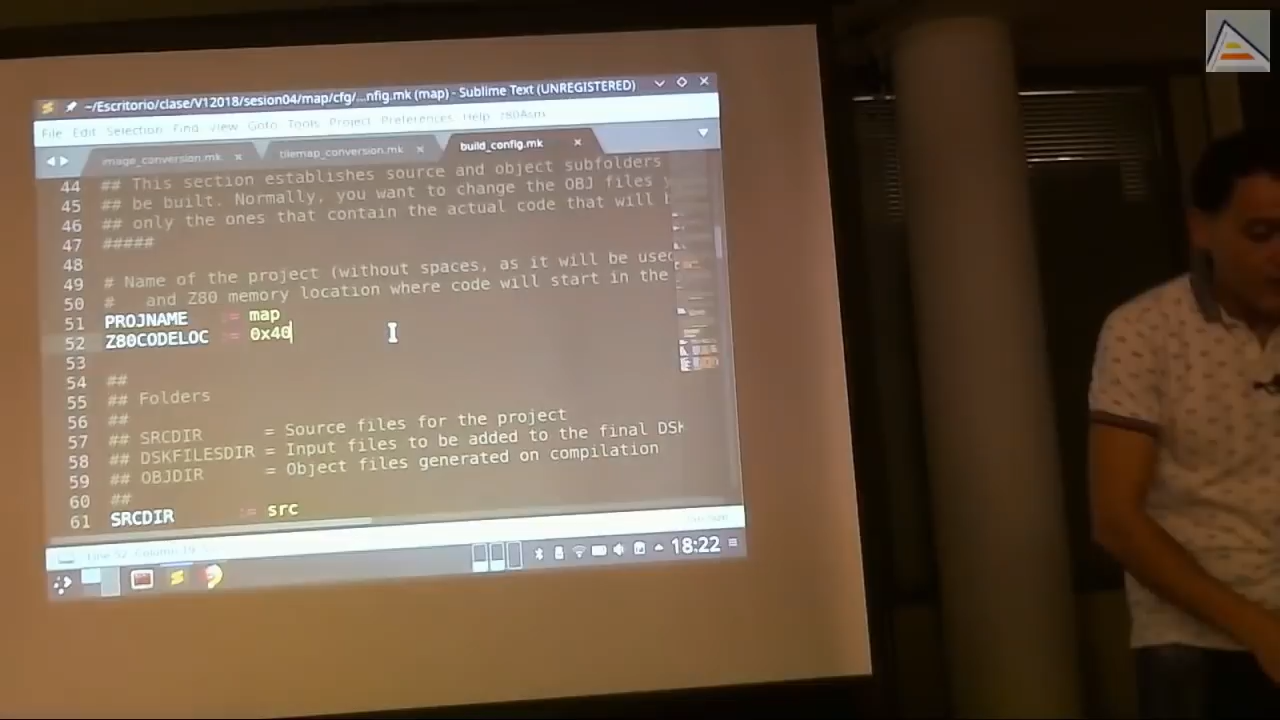 ~/Escritorio/clase/V12018/sesion04/map/cfg/...nfig.mk (map) - Sublime Text (UNREGISTERED)
File Edit Selection Find View Goto Tools Project Preferences Help z80Asm
image_conversion.mk tilemap_conversion.mk build_config.mk
44 ## This section establishes source and object subfolders
45 ## be built. Normally, you want to change the OBJ files
46 ## only the ones that contain the actual code that will
47 #####
48
49 # Name of the project (without spaces, as it will be used
50 # and Z80 memory location where code will start in the
51 PROJNAME := map
52 Z80CODELOC := 0x40
53
54 ##
55 ## Folders
56 ##
57 ## SRCDIR = Source files for the project
58 ## DSKFILESDIR = Input files to be added to the final DSK
59 ## OBJDIR = Object files generated on compilation
60 ##
61 SRCDIR := src
Line 52, Column 19
18:22